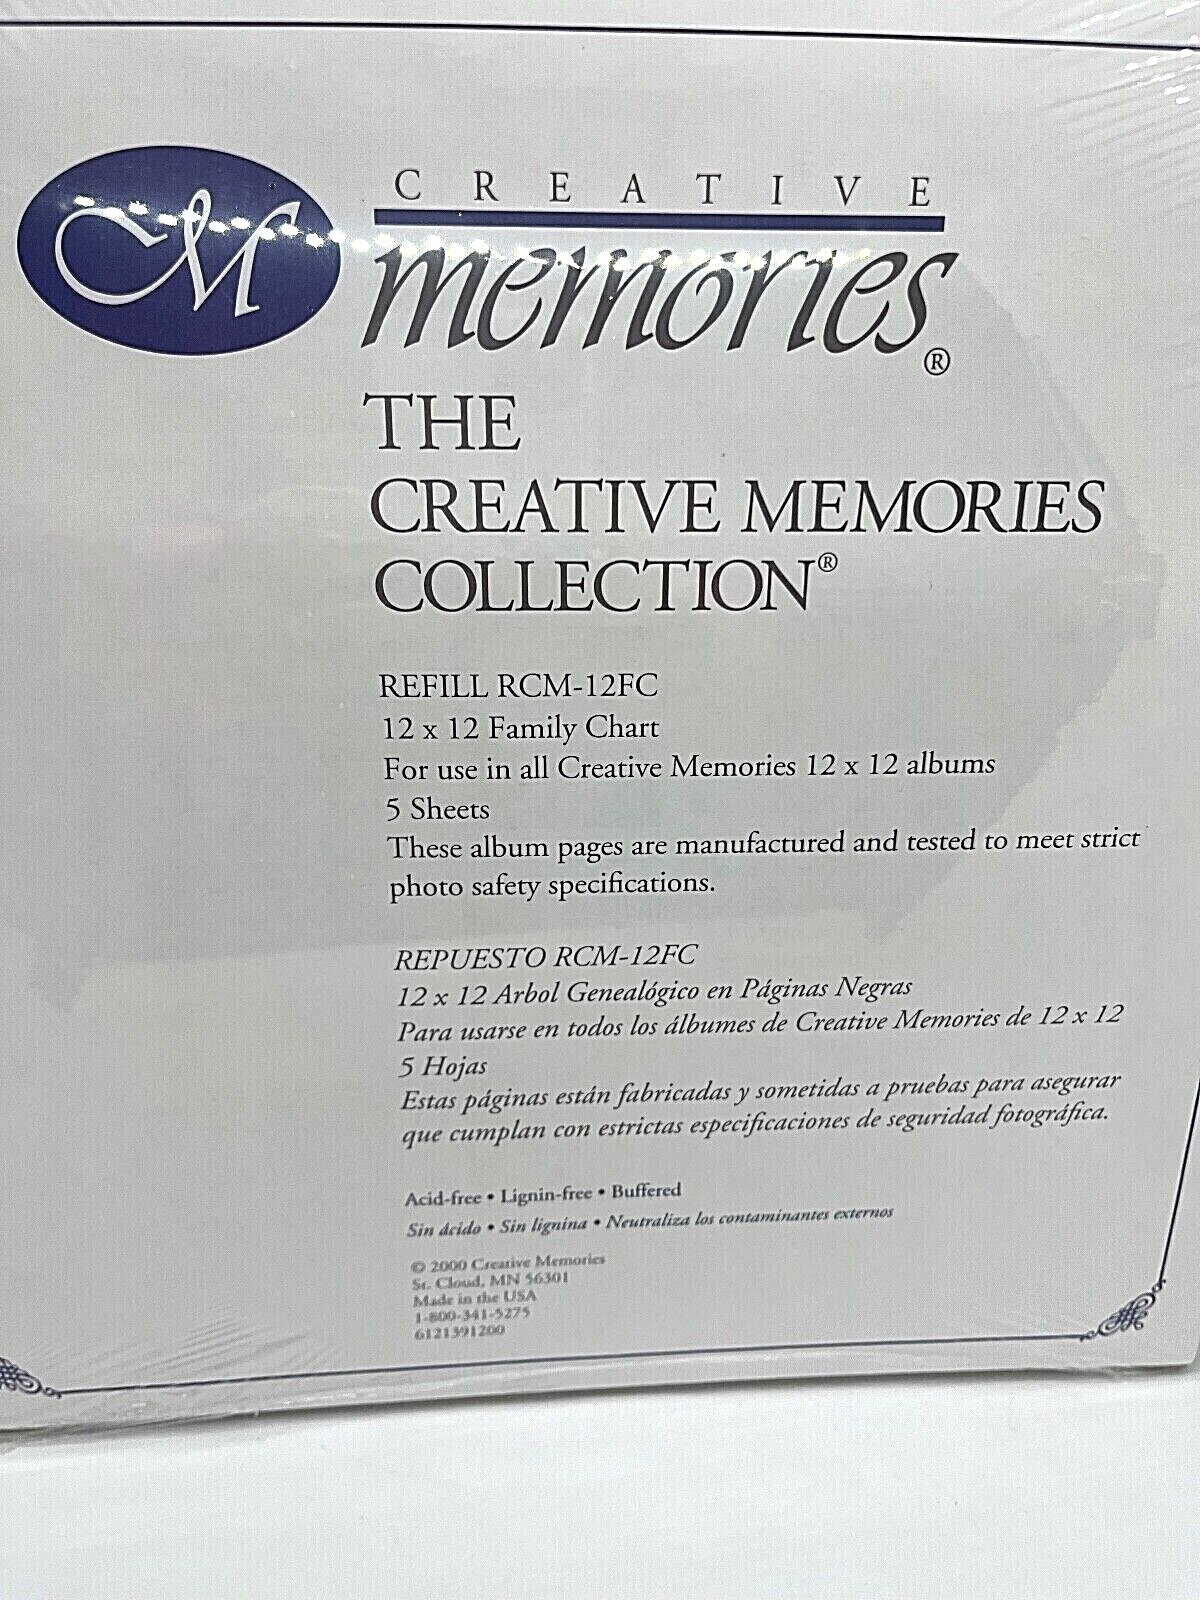 CM
CREATIVE
memories®
THE
CREATIVE MEMORIES
COLLECTION®
REFILL RCM-12FC
12 x 12 Family Chart
For use in all Creative Memories 12 x 12 albums
5 Sheets
These album pages are manufactured and tested to meet strict
photo safety specifications.
REPUESTO RCM-12FC
12 x 12 Arbol Genealógico en Páginas Negras
Para usarse en todos los álbumes de Creative Memories de 12 x 12
5 Hojas
Estas páginas están fabricadas y sometidas a pruebas para asegurar
que cumplan con estrictas especificaciones de seguridad fotográfica.
Acid-free • Lignin-free • Buffered
Sin ácido • Sin lignina • Neutraliza los contaminantes externos
© 2000 Creative Memories
St. Cloud, MN 56301
Made in the USA
1-800-341-5275
6121391200